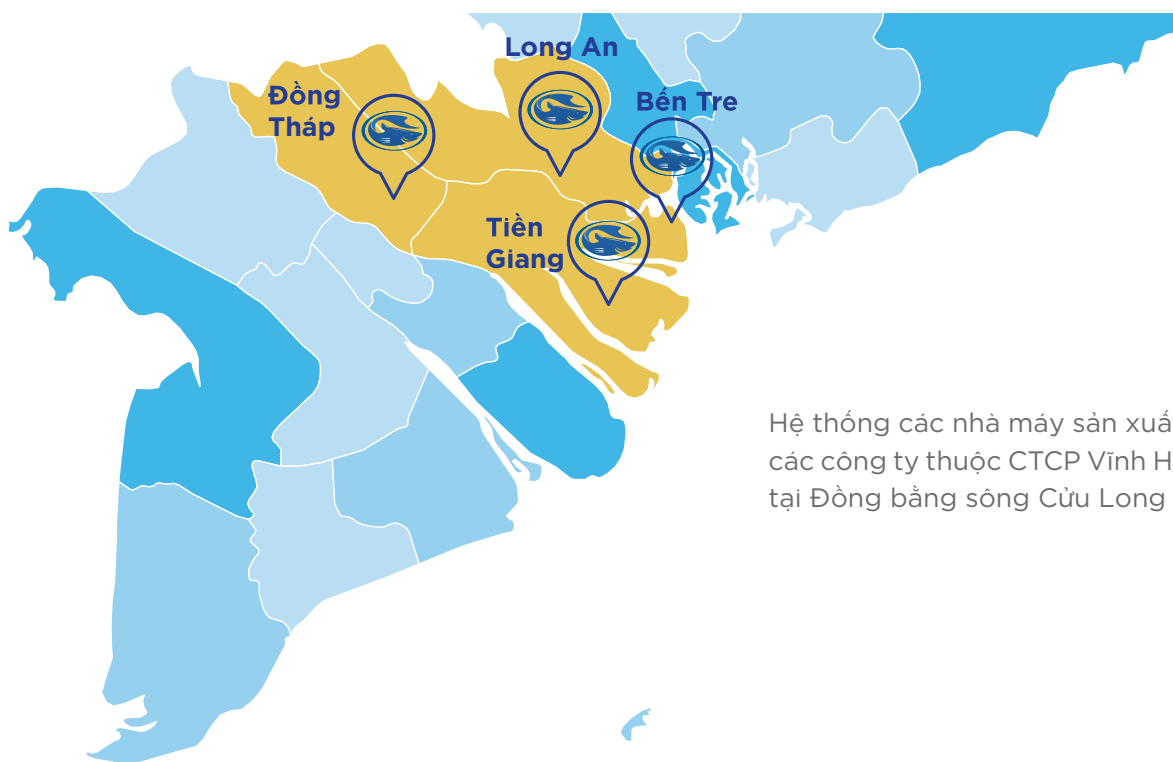 Long An
Bến Tre
Đồng
Tháp
Tiền
Giang
Hệ thống các nhà máy sản xuấ
các công ty thuộc CTCP Vĩnh H
tại Đồng bằng sông Cửu Long